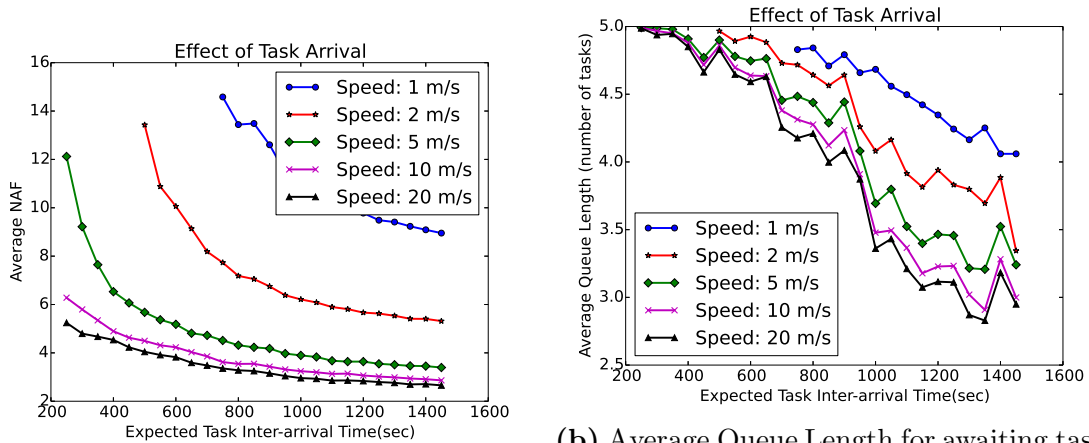 Effect of Task Arrival
16
14
12
10
8
6
4
2
Average NAF
Speed: 1 m/s
Speed: 2 m/s
Speed: 5 m/s
Speed: 10 m/s
Speed: 20 m/s
200 400 600 800 1000 1200 1400 1600
Expected Task Inter-arrival Time(sec)
Effect of Task Arrival
5.0
4.5
4.0
3.5
3.0
2.5
Average Queue Length (number of tasks)
Speed: 1 m/s
Speed: 2 m/s
Speed: 5 m/s
Speed: 10 m/s
Speed: 20 m/s
200 400 600 800 1000 1200 1400 1600
Expected Task Inter-arrival Time(sec)
(b) Average Queue Length for awaiting